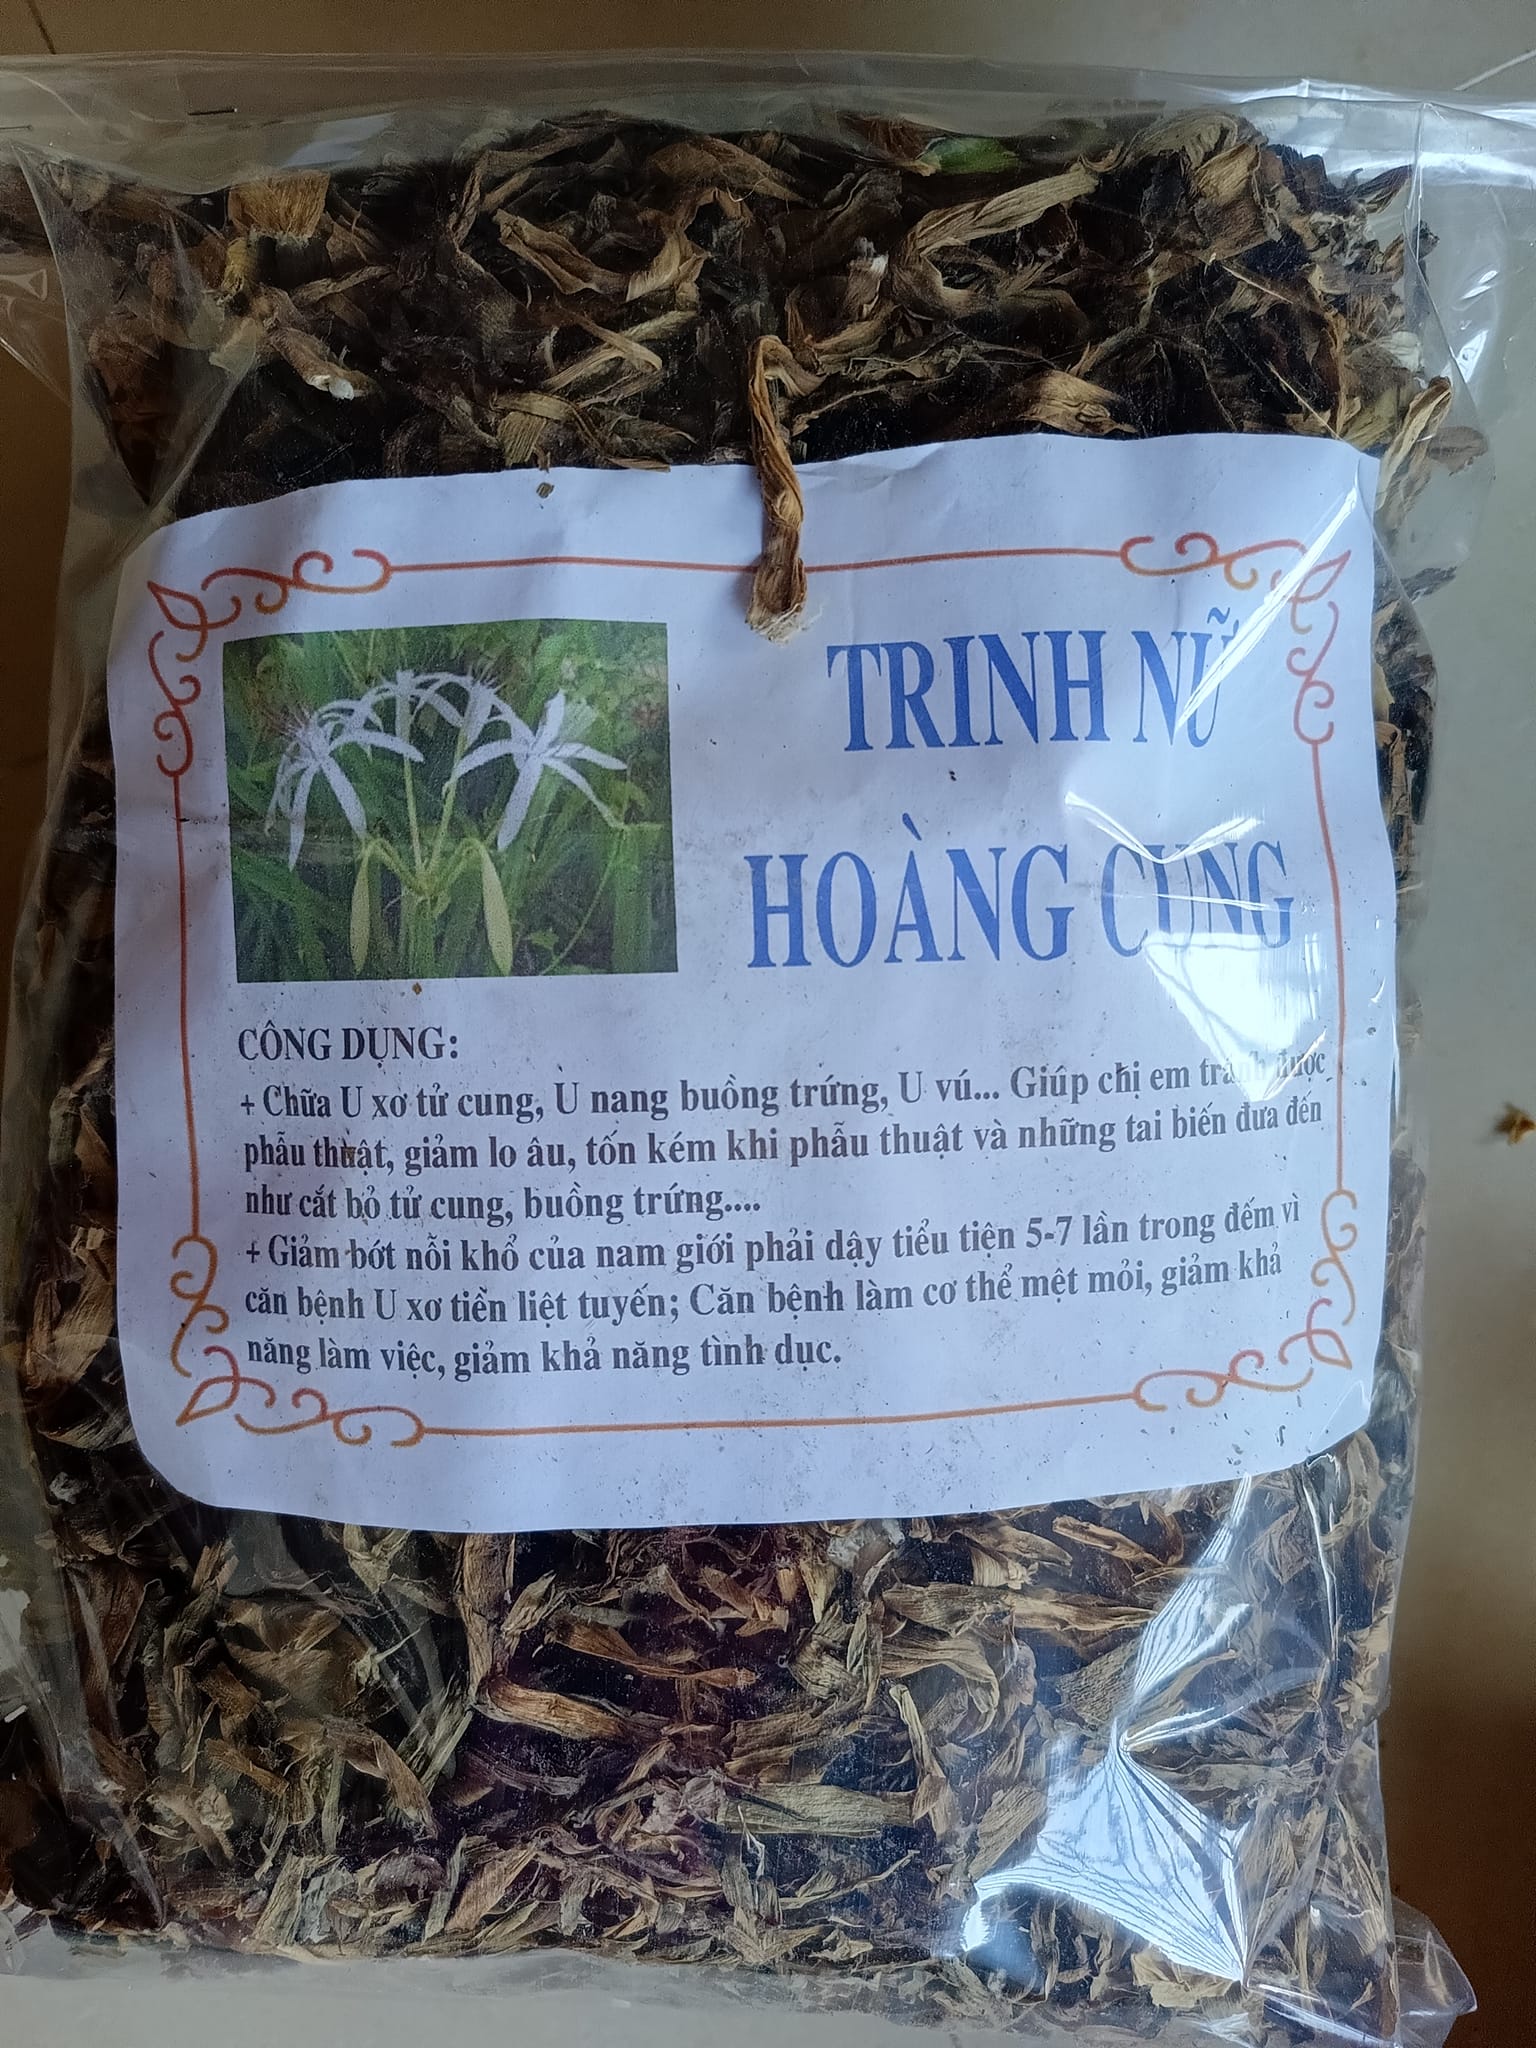 TRINH NỮ
HOÀNG CUNG
CÔNG DỤNG:
+ Chữa U xơ tử cung, U nang buồng trứng, U vú... Giúp chị em tránh được
phẫu thuật, giảm lo âu, tốn kém khi phẫu thuật và những tai biến đưa đến
như cắt bỏ tử cung, buồng trứng....
+ Giảm bớt nỗi khổ của nam giới phải dậy tiểu tiện 5-7 lần trong đếm vì
căn bệnh U xơ tiền liệt tuyến; Căn bệnh làm cơ thể mệt mỏi, giảm khả
năng làm việc, giảm khả năng tình dục.